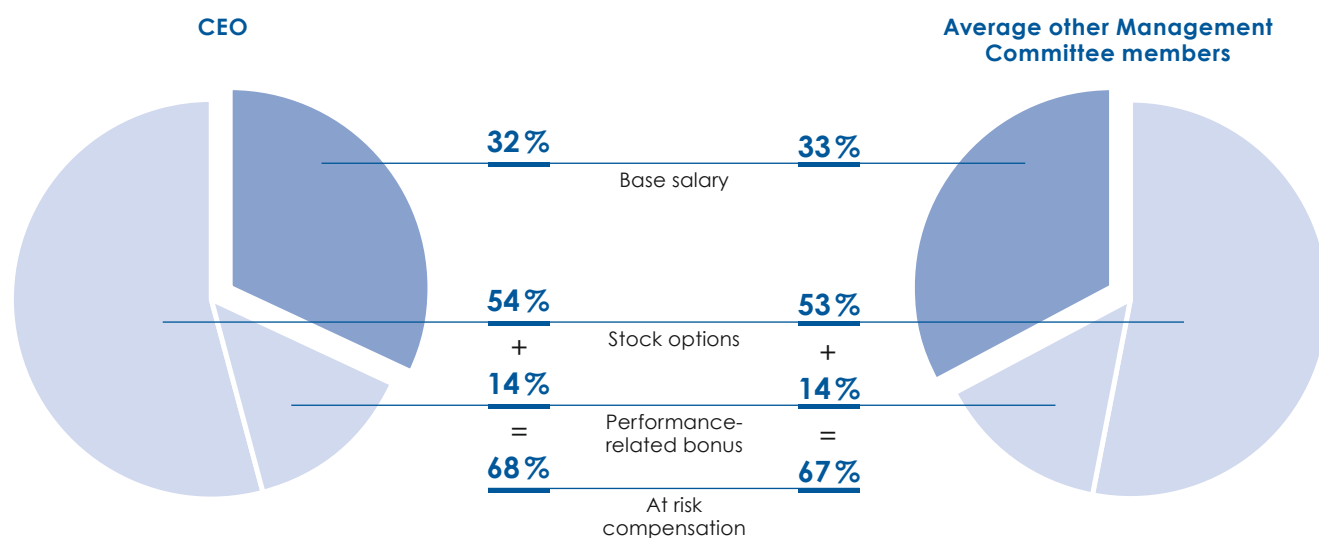 CEO
Average other Management
Committee members
32%
33%
Base salary
54%
53%
Stock options
+
+
14%
14%
Performance-
related bonus
=
=
68%
67%
At risk
compensation